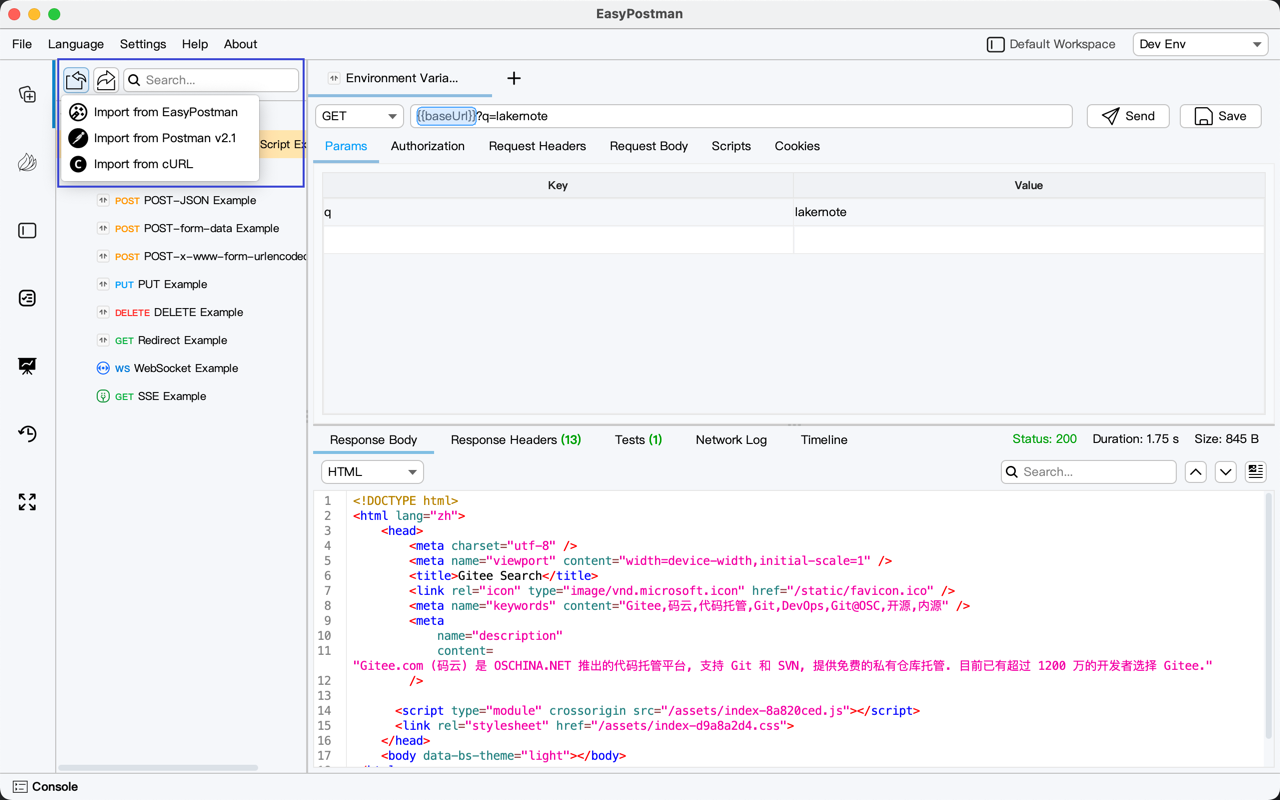 EasyPostman
File Language Settings Help About
Default Workspace
Dev Env
Search...
Import from EasyPostman
Import from Postman v2.1
Import from cURL
Script Ex
POST POST-JSON Example
POST POST-form-data Example
POST POST-x-www-form-urlencoded
PUT PUT Example
DELETE DELETE Example
GET Redirect Example
WS WebSocket Example
GET SSE Example
Environment Varia...
GET
{{baseUrl}}?q=lakernote
Send
Save
Params Authorization Request Headers Request Body Scripts Cookies
Key Value
q lakernote
Response Body Response Headers (13) Tests (1) Network Log Timeline
Status: 200 Duration: 1.75 s Size: 845 B
HTML
Search...
1 <!DOCTYPE html>
2 <html lang="zh">
3 <head>
4 <meta charset="utf-8" />
5 <meta name="viewport" content="width=device-width,initial-scale=1" />
6 <title>Gitee Search</title>
7 <link rel="icon" type="image/vnd.microsoft.icon" href="/static/favicon.ico" />
8 <meta name="keywords" content="Gitee,码云,代码托管,Git,DevOps,Git@OSC,开源,内源" />
9 <meta
10 name="description"
11 content=
"Gitee.com (码云) 是 OSCHINA.NET 推出的代码托管平台, 支持 Git 和 SVN, 提供免费的私有仓库托管. 目前已有超过 1200 万的开发者选择 Gitee."
12 />
13
14 <script type="module" crossorigin src="/assets/index-8a820ced.js"></script>
15 <link rel="stylesheet" href="/assets/index-d9a8a2d4.css">
16 </head>
17 <body data-bs-theme="light"></body>
Console